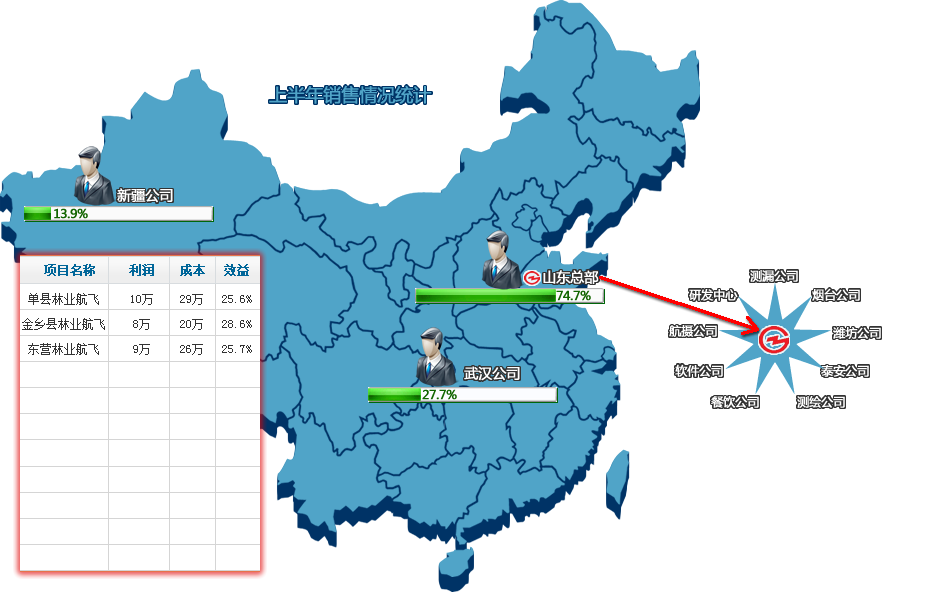 上半年销售情况统计
新疆公司
13.9%
项目名称 利润 成本 效益
单县林业航飞 10万 29万 25.6%
金乡县林业航飞 8万 20万 28.6%
东营林业航飞 9万 26万 25.7%
山东总部
74.7%
武汉公司
27.7%
测漏公司
研发中心
烟台公司
航摄公司
潍坊公司
软件公司
泰安公司
餐饮公司
测绘公司